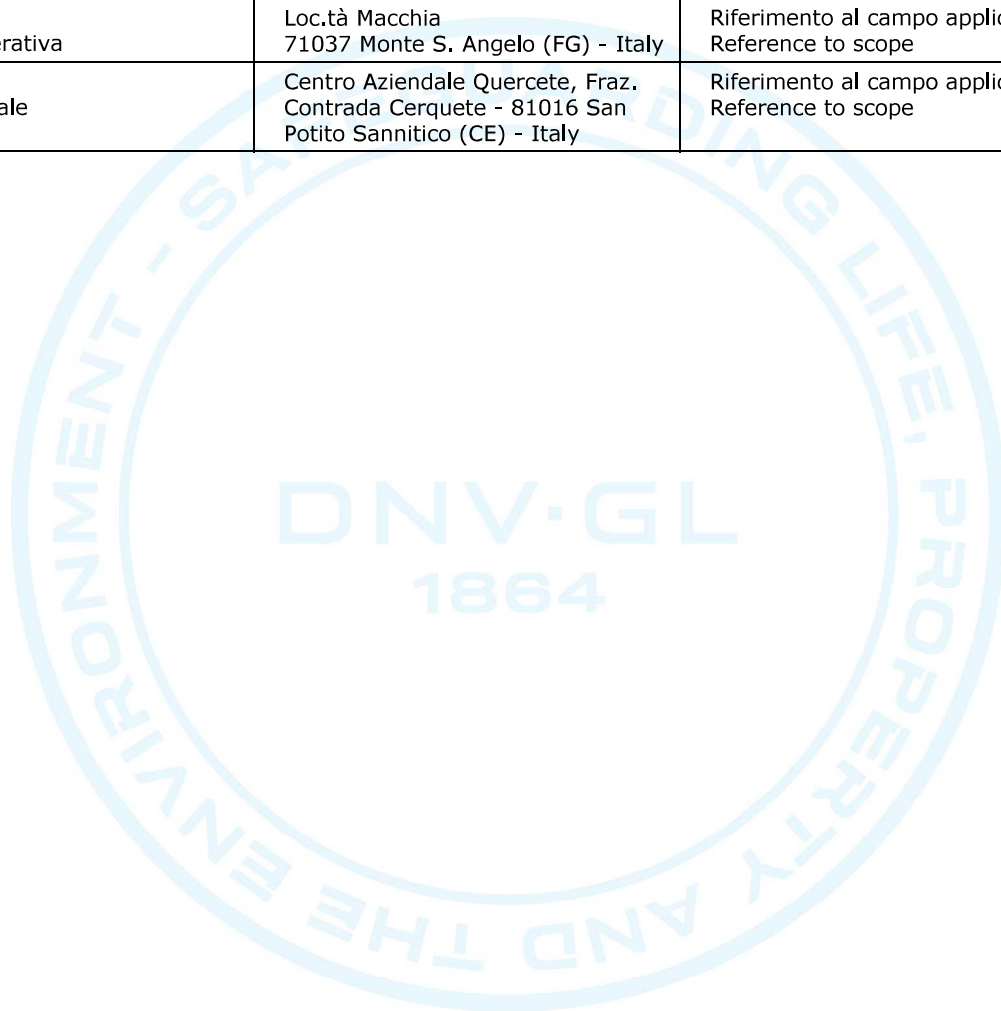 Loc.tà Macchia
Riferimento al campo applic
erativa
71037 Monte S. Angelo (FG) - Italy
Reference to scope
Centro Aziendale Quercete, Fraz.
Riferimento al campo applic
ale
Contrada Cerquete - 81016 San
Reference to scope
Potito Sannitico (CE) - Italy
SAFEGUARDING LIFE, PROPERTY AND THE ENVIRONMENT -
DNV·GL
1864